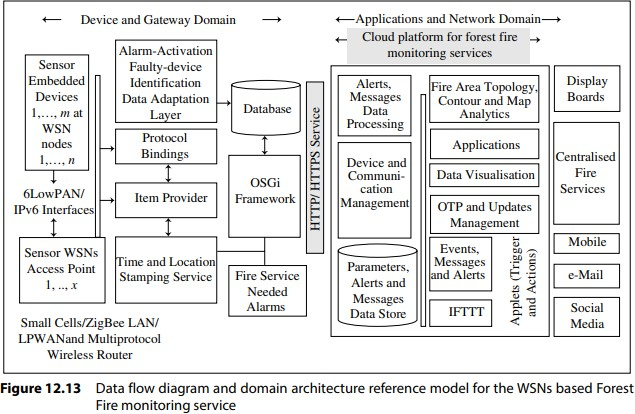 Device and Gateway Domain
Applications and Network Domain
Cloud platform for forest fire
monitoring services
Sensor
Embedded
Devices
1,…, m at
WSN
nodes
1,…, n
6LowPAN/
IPv6 Interfaces
Sensor WSNs
Access Point
1, .., x
Small Cells/ZigBee LAN/
LPWANand Multiprotocol
Wireless Router
Alarm-Activation
Faulty-device
Identification
Data Adaptation
Layer
Protocol
Bindings
Item Provider
Time and Location
Stamping Service
Database
OSGi
Framework
Fire Service
Needed
Alarms
HTTP/ HTTPS Service
Alerts,
Messages
Data
Processing
Device and
Communi-
cation
Management
Parameters,
Alerts and
Messages
Data Store
Fire Area Topology,
Contour and Map
Analytics
Applications
Data Visualisation
OTP and Updates
Management
Events,
Messages
and Alerts
IFTTT
Applets (Trigger
and Actions)
Display
Boards
Centralised
Fire
Services
Mobile
e-Mail
Social
Media
Figure 12.13 Data flow diagram and domain architecture reference model for the WSNs based Forest
Fire monitoring service